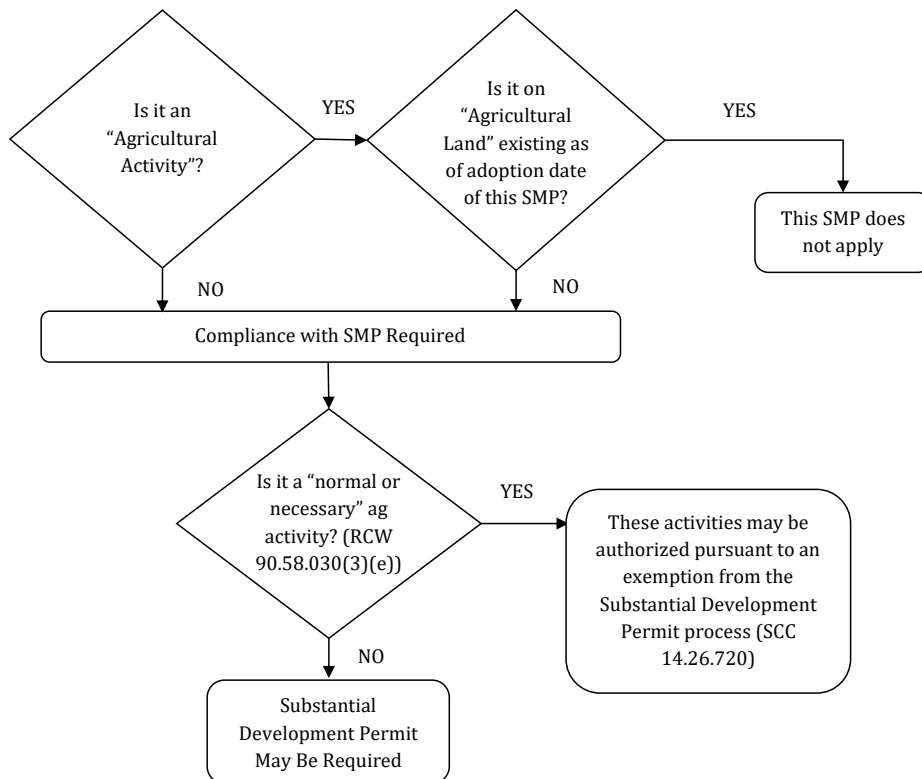 Is it an
“Agricultural
Activity”?
YES
Is it on
“Agricultural
Land” existing as
of adoption date
of this SMP?
YES
This SMP does
not apply
NO
NO
Compliance with SMP Required
Is it a “normal or
necessary” ag
activity? (RCW
90.58.030(3)(e))
YES
These activities may be
authorized pursuant to an
exemption from the
Substantial Development
Permit process (SCC
14.26.720)
NO
Substantial
Development Permit
May Be Required